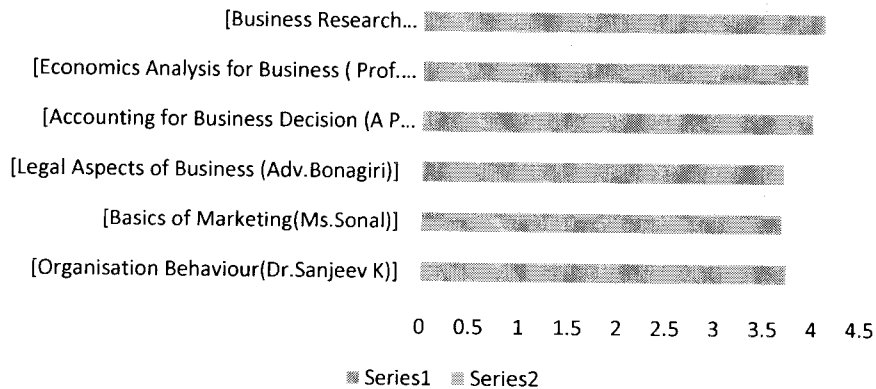 [Business Research...
[Economics Analysis for Business ( Prof....
[Accounting for Business Decision (A P...
[Legal Aspects of Business (Adv.Bonagiri)]
[Basics of Marketing(Ms.Sonal)]
[Organisation Behaviour(Dr.Sanjeev K)]
0 0.5 1 1.5 2 2.5 3 3.5 4 4.5
Series1 Series2